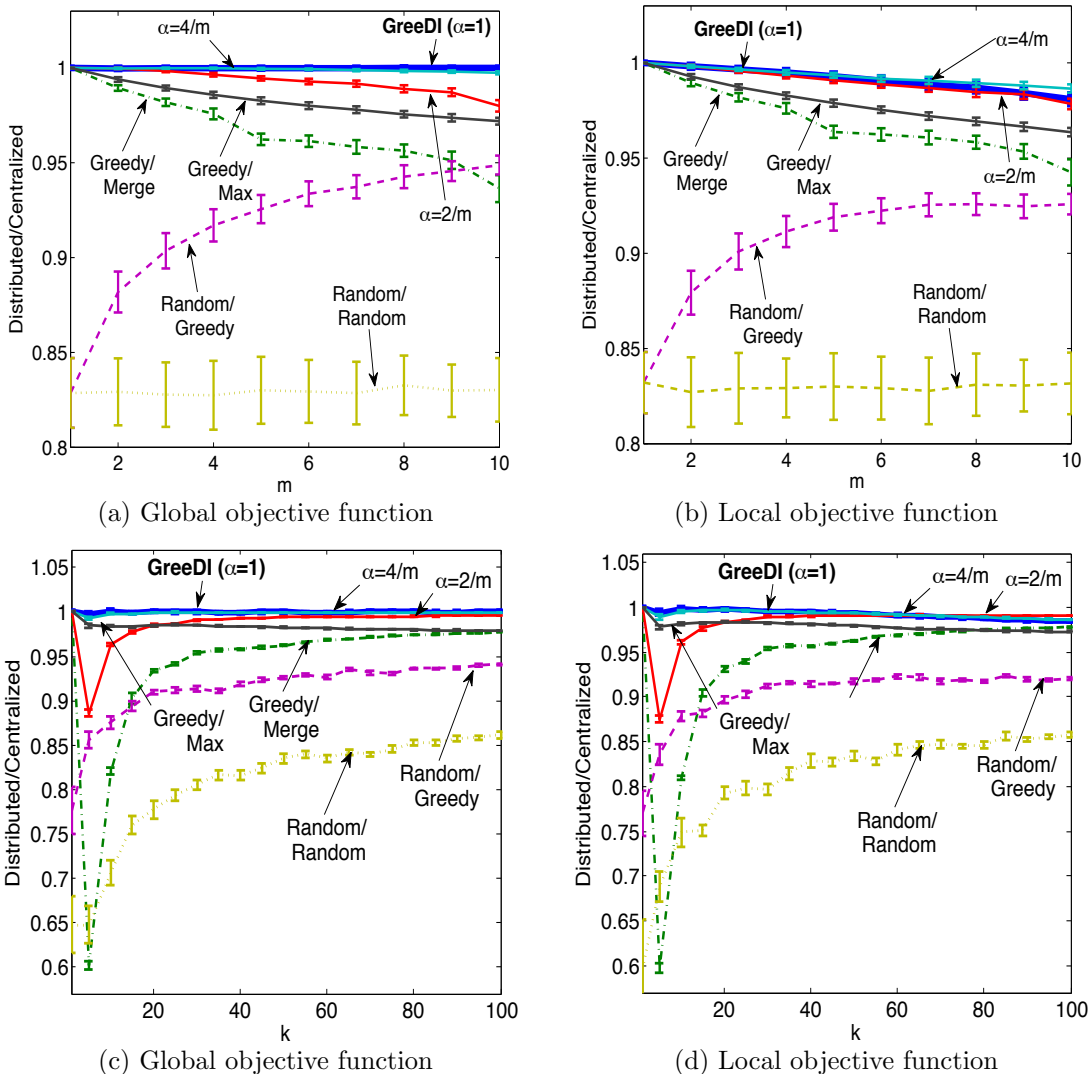 α=4/m
GreeDI (α=1)
1
0.95
0.9
0.85
0.8
Distributed/Centralized
Greedy/
Merge
Greedy/
Max
α=2/m
Random/
Greedy
Random/
Random
2
4
6
8
10
m
(a) Global objective function
GreeDI (α=1)
α=4/m
1
0.95
0.9
0.85
0.8
Distributed/Centralized
Greedy/
Merge
Greedy/
Max
α=2/m
Random/
Greedy
Random/
Random
2
4
6
8
10
m
(b) Local objective function
1.05
1
0.95
0.9
0.85
0.8
0.75
0.7
0.65
0.6
Distributed/Centralized
GreeDI (α=1)
α=4/m
α=2/m
Greedy/
Max
Greedy/
Merge
Random/
Greedy
Random/
Random
20
40
60
80
100
k
(c) Global objective function
1.05
1
0.95
0.9
0.85
0.8
0.75
0.7
0.65
0.6
Distributed/Centralized
GreeDI (α=1)
α=4/m
α=2/m
Greedy/
Max
Random/
Greedy
Random/
Random
20
40
60
80
100
k
(d) Local objective function